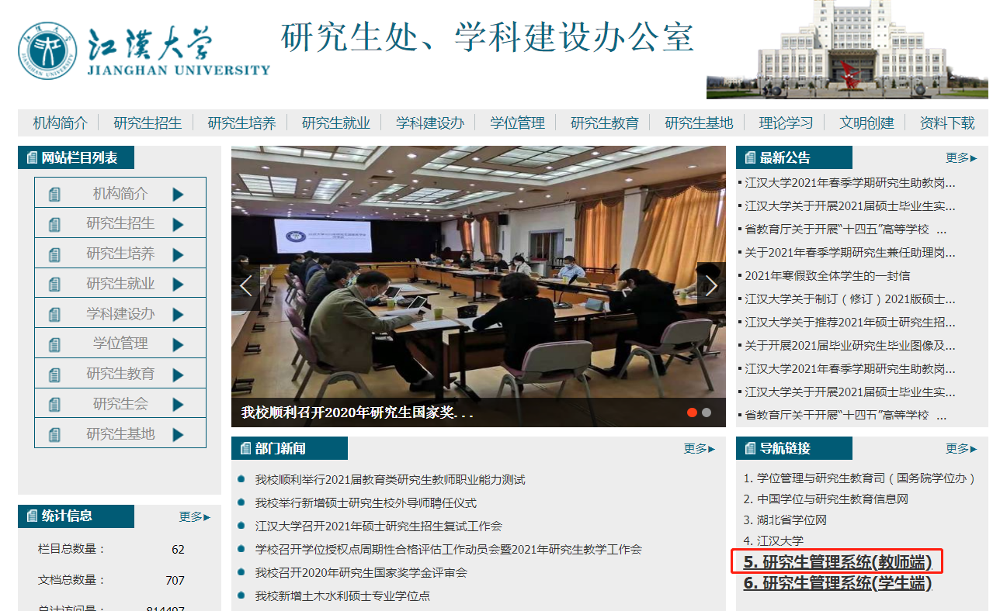 江漢大学
JIANGHAN UNIVERSITY
研究生处、学科建设办公室
机构简介 研究生招生 研究生培养 研究生就业 学科建设办 学位管理 研究生教育 研究生基地 理论学习 文明创建 资料下载
网站栏目列表
机构简介
研究生招生
研究生培养
研究生就业
学科建设办
学位管理
研究生教育
研究生会
研究生基地
统计信息 更多
栏目总数量： 62
文档总数量： 707
总计访问量： 814497
我校顺利召开2020年研究生国家奖...
部门新闻 更多
我校顺利举行2021届教育类研究生教师职业能力测试
我校举行新增硕士研究生校外导师聘任仪式
江汉大学召开2021年硕士研究生招生复试工作会
学校召开学位授权点周期性合格评估工作动员会暨2021年研究生教学工作会
我校召开2020年研究生国家奖学金评审会
我校新增土木水利硕士专业学位点
最新公告 更多
江汉大学2021年春季学期研究生助教岗...
江汉大学关于开展2021届硕士毕业生实...
省教育厅关于开展“十四五”高等学校 ...
关于2021年春季学期研究生兼任助理岗...
2021年寒假致全体学生的一封信
江汉大学关于制订（修订）2021版硕士...
江汉大学关于推荐2021年硕士研究生招...
关于开展2021届毕业研究生毕业图像及...
江汉大学2021年春季学期研究生助教岗...
江汉大学关于开展2021届硕士毕业生实...
省教育厅关于开展“十四五”高等学校 ...
导航链接 更多
1. 学位管理与研究生教育司（国务院学位办）
2. 中国学位与研究生教育信息网
3. 湖北省学位网
4. 江汉大学
5. 研究生管理系统(教师端)
6. 研究生管理系统(学生端)